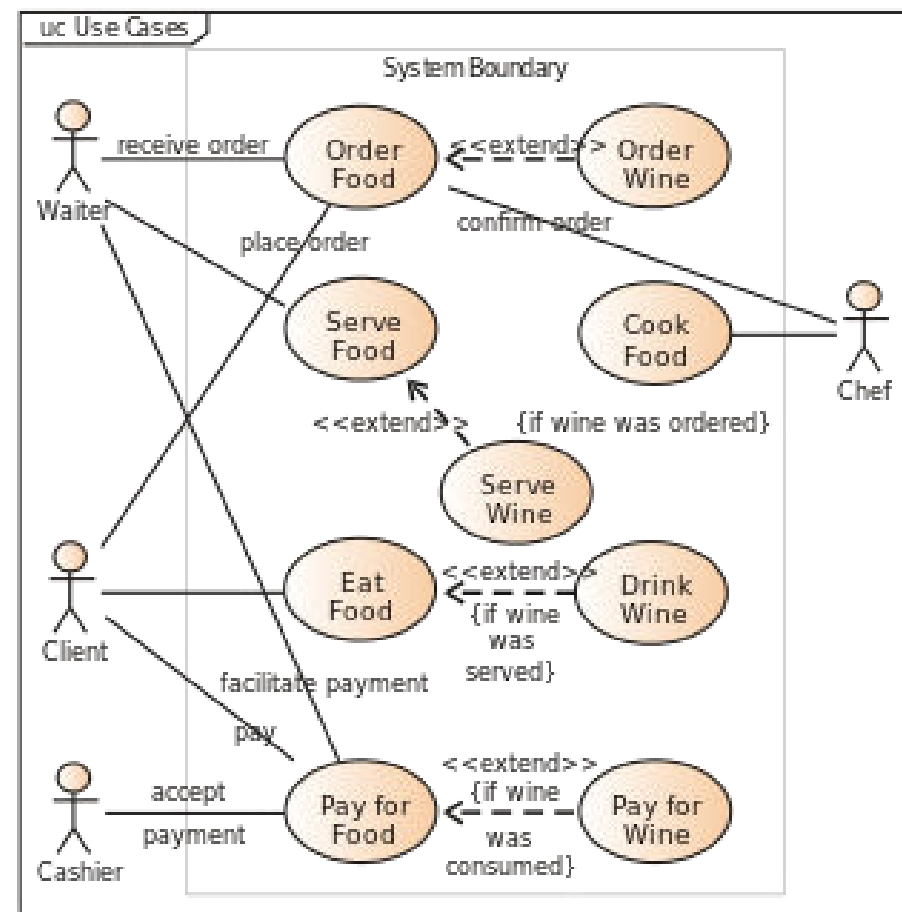 uc Use Cases
System Boundary
receive order
Order
Food
<<extend>>
Order
Wine
Waiter
place order
confirm order
Serve
Food
Cook
Food
Chef
<<extend>>
{if wine was ordered}
Serve
Wine
Eat
Food
<<extend>>
{if wine
was
served}
Drink
Wine
Client
facilitate payment
pay
accept
payment
Pay for
Food
<<extend>>
{if wine
was
consumed}
Pay for
Wine
Cashier